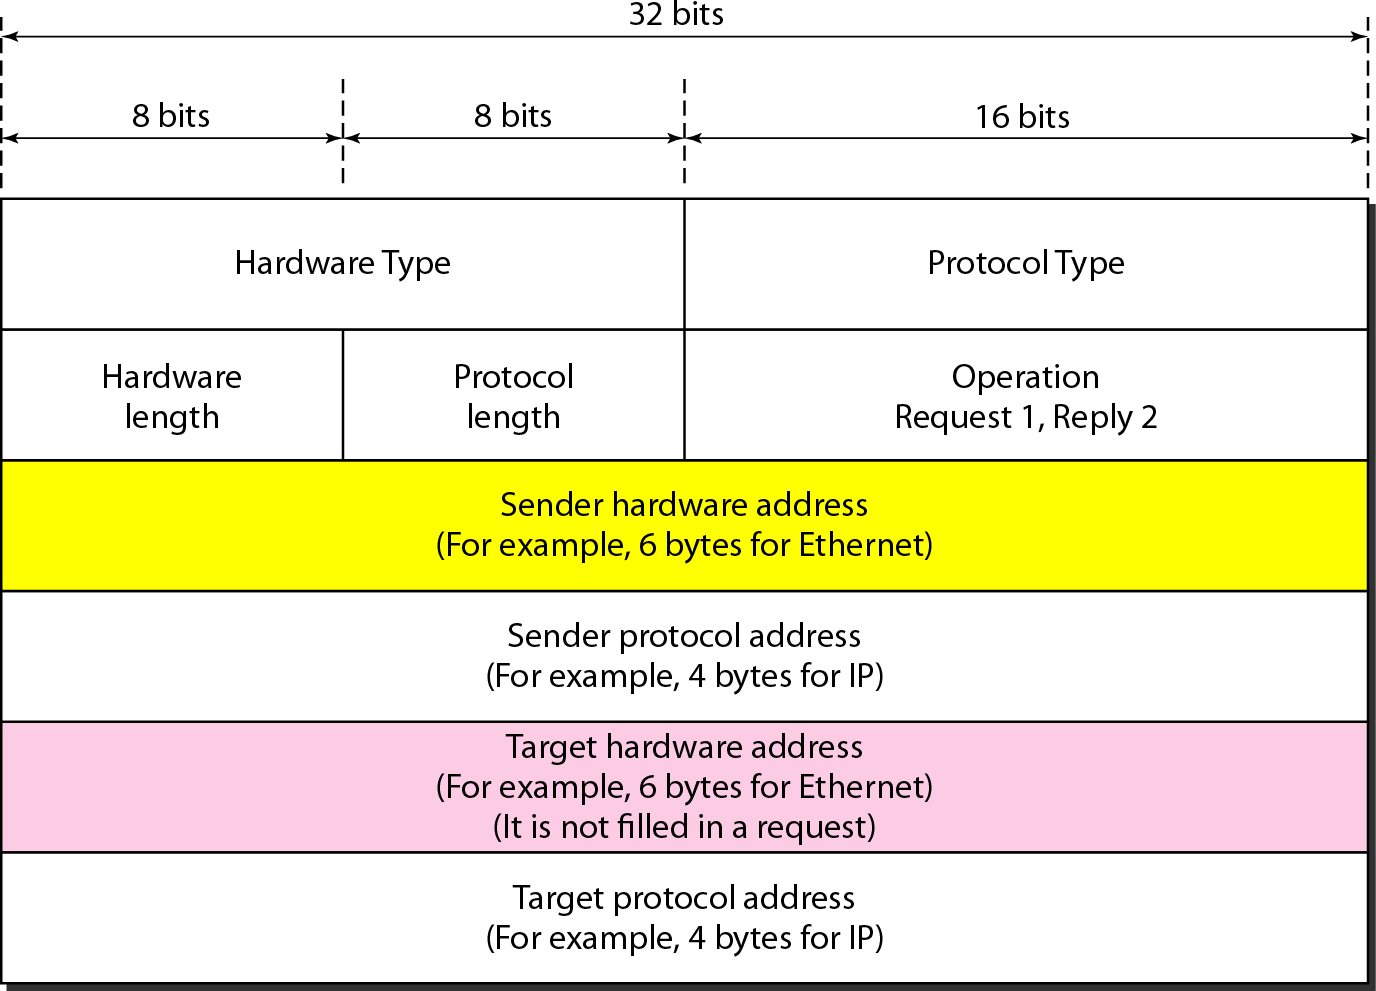 32 bits
8 bits
8 bits
16 bits
Hardware Type
Protocol Type
Hardware
length
Protocol
length
Operation
Request 1, Reply 2
Sender hardware address
(For example, 6 bytes for Ethernet)
Sender protocol address
(For example, 4 bytes for IP)
Target hardware address
(For example, 6 bytes for Ethernet)
(It is not filled in a request)
Target protocol address
(For example, 4 bytes for IP)